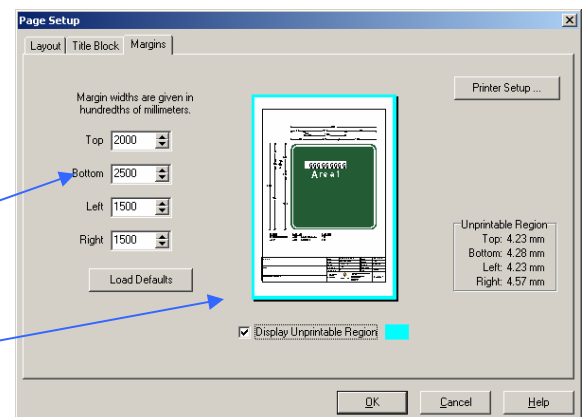 Page Setup
Layout
Title Block
Margins
Margin widths are given in
hundredths of millimeters.
Top 2000
Bottom 2500
Left 1500
Right 1500
Load Defaults
Area1
Display Unprintable Region
Printer Setup ...
Unprintable Region
Top: 4.23 mm
Bottom: 4.28 mm
Left: 4.23 mm
Right: 4.57 mm
OK
Cancel
Help